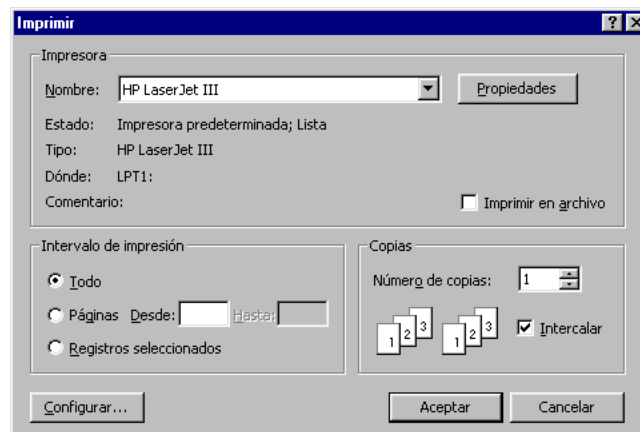 Imprimir
Impresora
Nombre: HP LaserJet III Propiedades
Estado: Impresora predeterminada; Lista
Tipo: HP LaserJet III
Dónde: LPT1:
Comentario: Imprimir en archivo
Intervalo de impresión Copias
Todo Número de copias: 1
Páginas Desde: Hasta:
1 2 3 1 2 3 Intercalar
Registros seleccionados
Configurar... Aceptar Cancelar